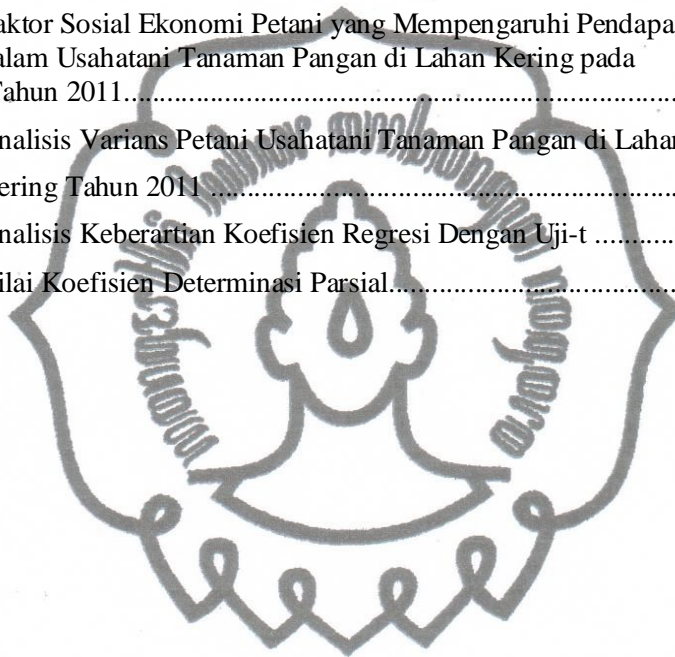 aktor Sosial Ekonomi Petani yang Mempengaruhi Pendapa
alam Usahatani Tanaman Pangan di Lahan Kering pada
Tahun 2011......................................................................
nalisis Varians Petani Usahatani Tanaman Pangan di Lahan
ering Tahun 2011 ..........................................................
nalisis Keberartian Koefisien Regresi Dengan Uji-t ............
ilai Koefisien Determinasi Parsial....................................